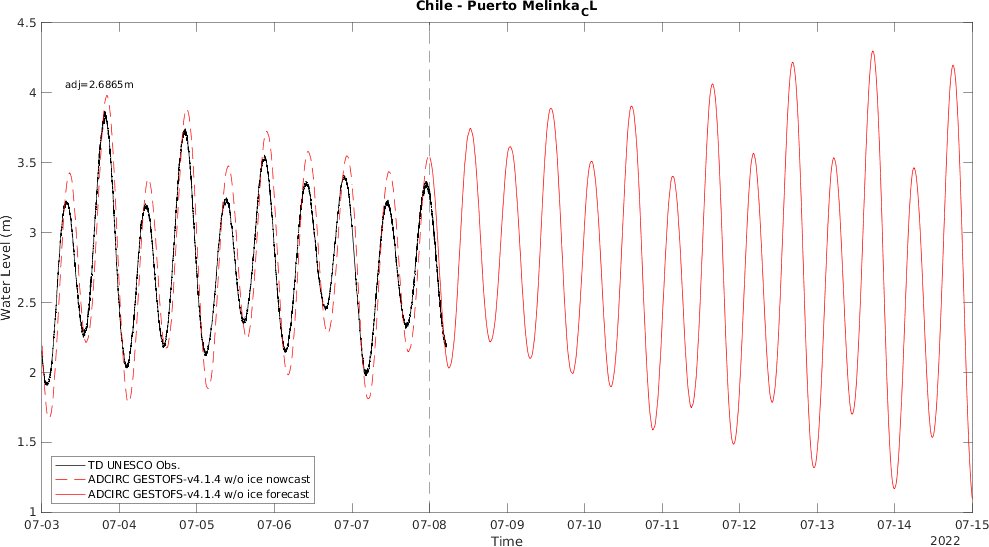 Chile - Puerto Melinka_CL
adj=2.6865m
Water Level (m)
4.5
4
3.5
3
2.5
2
1.5
1
TD UNESCO Obs.
ADCIRC GESTOFS-v4.1.4 w/o ice nowcast
ADCIRC GESTOFS-v4.1.4 w/o ice forecast
07-03 07-04 07-05 07-06 07-07 07-08 07-09 07-10 07-11 07-12 07-13 07-14 07-15
Time
2022